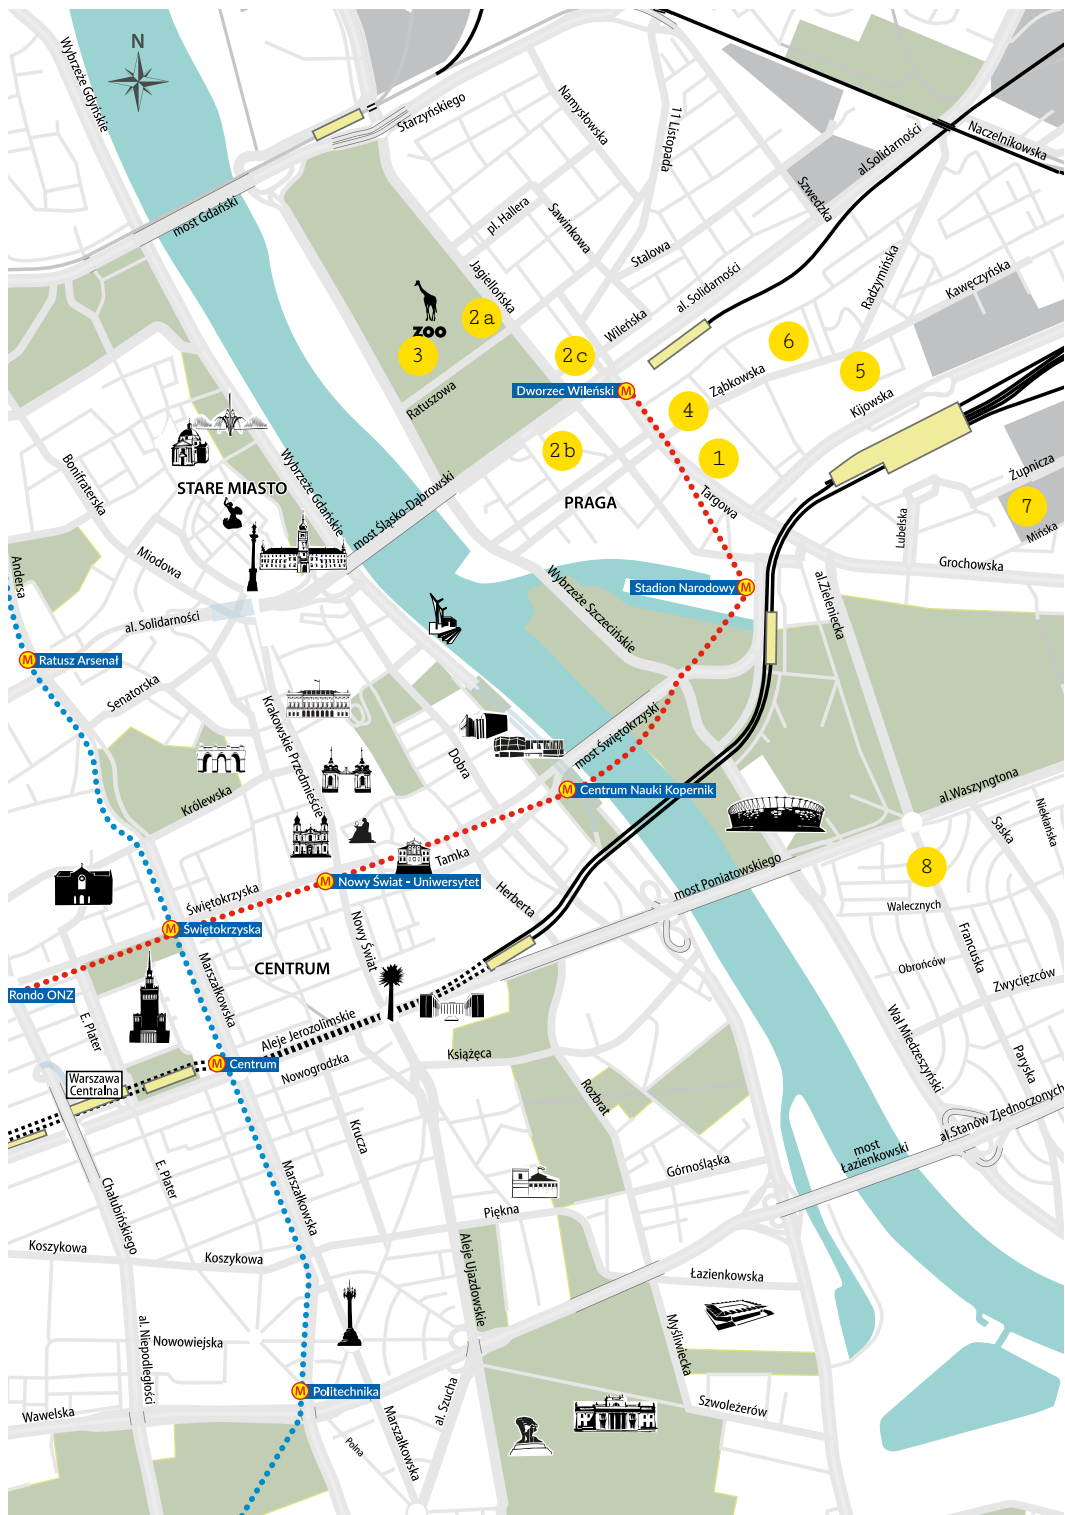 N
Wybrzeże Gdyńskie
Starzyńskiego
Namysłowska
11 Listopada
al.Solidarności
Naczelnikowska
Szwedzka
most Gdański
pl. Hallera
Sawinkowa
Stalowa
Jagiellońska
al. Solidarności
Radzymińska
Kawęczyńska
ZOO
2a
Wileńska
3
2c
6
5
Dworzec Wileński
M
Ząbkowska
Kijowska
Ratuszowa
4
2b
1
Bonifraterska
STARE MIASTO
Wybrzeże Gdańskie
most Śląsko-Dąbrowski
PRAGA
Targowa
Żupnicza
7
Mińska
Lubelska
Grochowska
Andersa
Miodowa
Stadion Narodowy
M
Wybrzeże Szczecińskie
al.Zieleniecka
al. Solidarności
M
Ratusz Arsenał
Senatorska
Krakowskie Przedmieście
most Świętokrzyski
Dobra
M
Centrum Nauki Kopernik
Królewska
al.Waszyngtona
Saska
Niekłańska
Tamka
most Poniatowskiego
8
M
Nowy Świat - Uniwersytet
Świętokrzyska
Herberta
Walecznych
M
Świętokrzyska
Nowy Świat
Francuska
Marszałkowska
CENTRUM
Obrońców
Zwycięzców
Rondo ONZ
E. Plater
Aleje Jerozolimskie
Wał Miedzeszyński
Książęca
M
Centrum
Nowogrodzka
Paryska
Warszawa
Centralna
Rozbrat
al.Stanów Zjednoczonych
Krucza
most
Łazienkowski
E. Plater
Marszałkowska
Górnośląska
Chałubińskiego
Piękna
Koszykowa
Koszykowa
Aleje Ujazdowskie
Łazienkowska
al. Niepodległości
Nowowiejska
Myśliwiecka
M
Politechnika
al. Szucha
Szwoleżerów
Wawelska
Marszałkowska
Polna